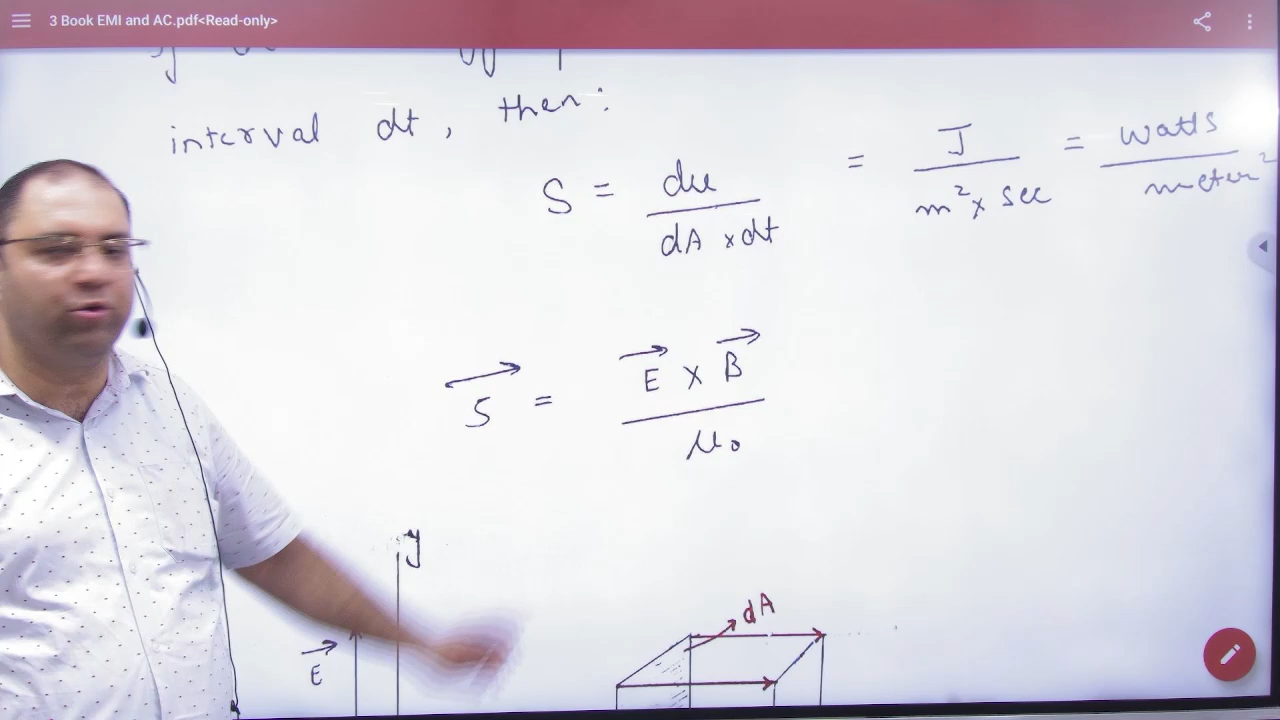 3 Book EMI and AC.pdf<Read-only>
interval dt, then:
S = du / dA × dt = J / m² × sec = watts / meter²
S⃗ = E⃗ × B⃗ / μ₀
y
dA
E⃗